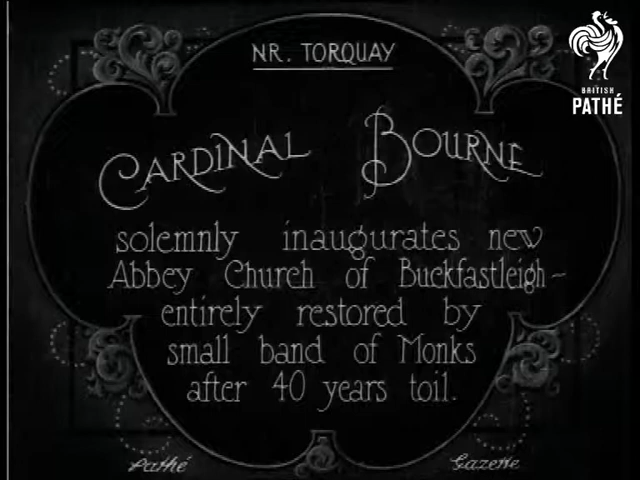 NR. TORQUAY
BRITISH
PATHÉ
CARDINAL BOURNE
solemnly inaugurates new
Abbey Church of Buckfastleigh-
entirely restored by
small band of Monks
after 40 years toil.
Pathé Gazette